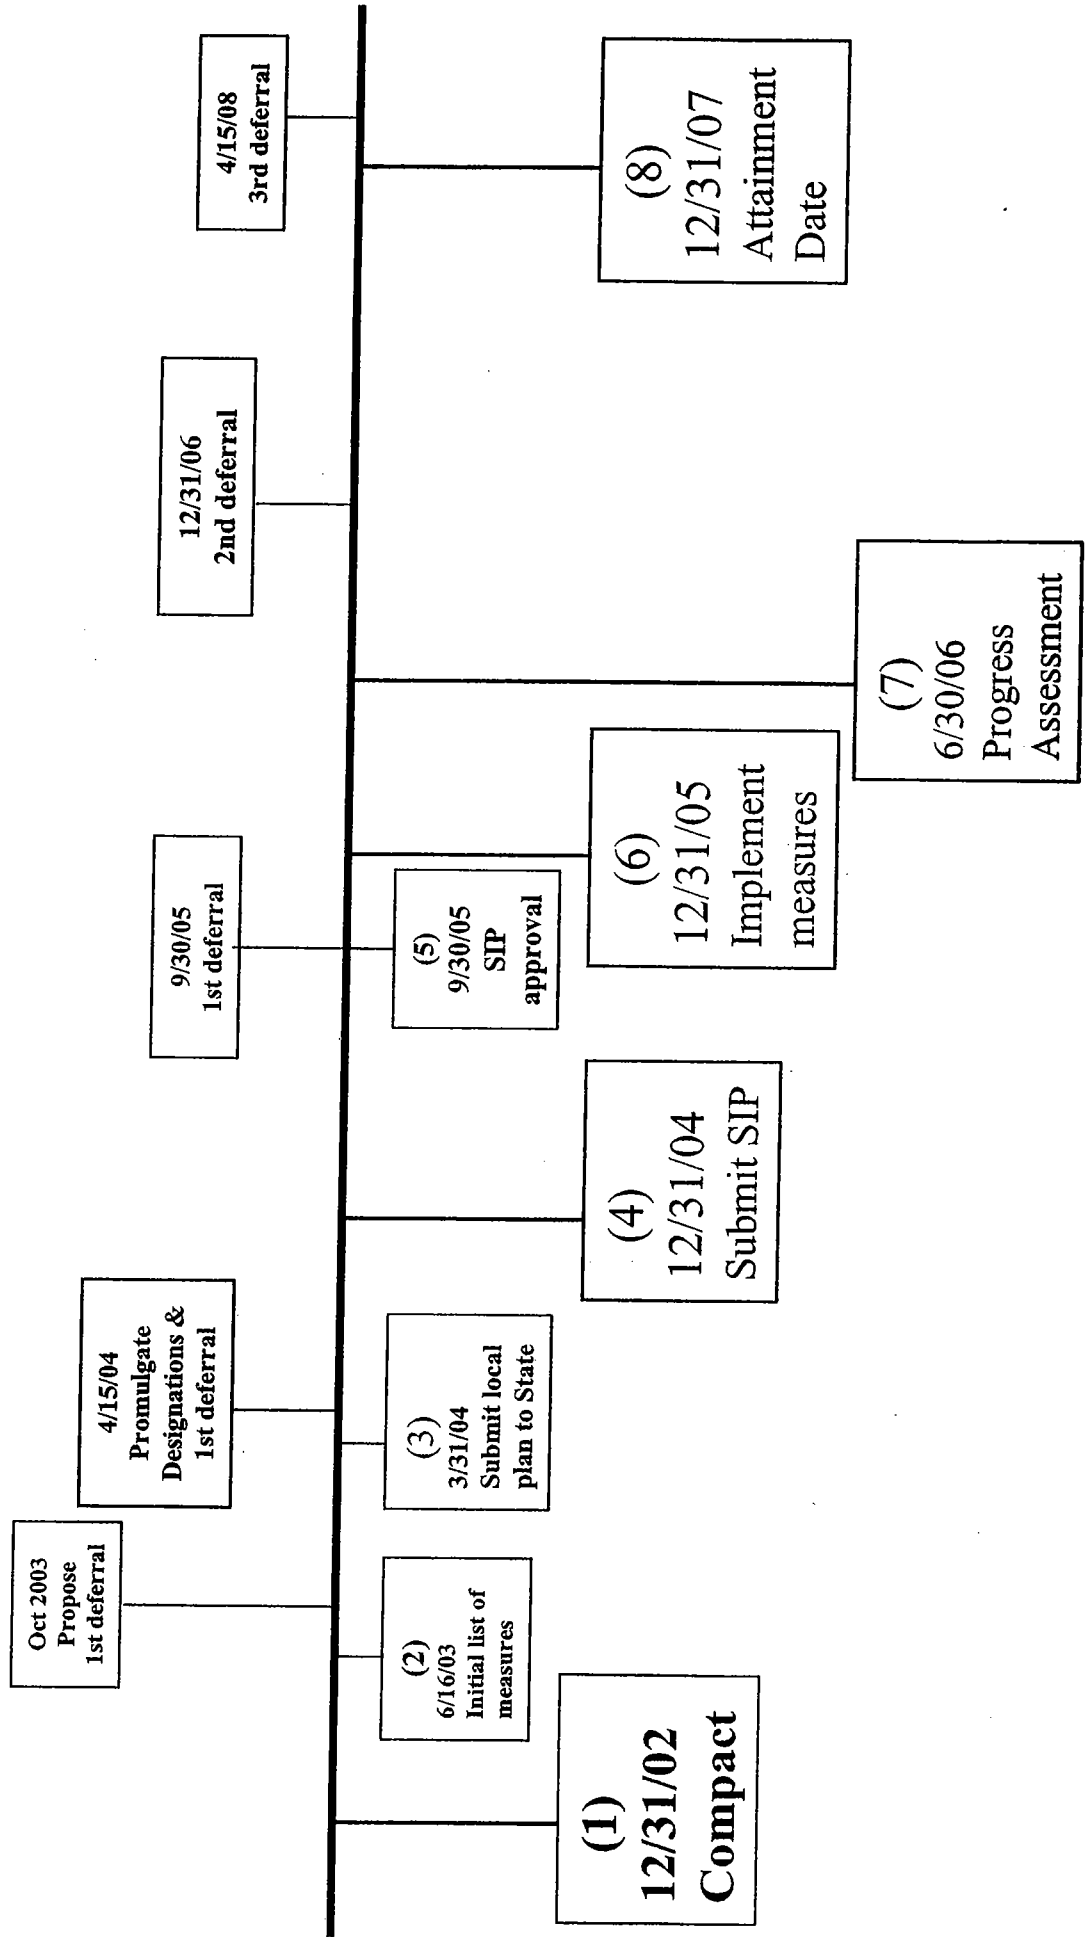 Oct 2003
Propose
1st deferral
4/15/04
Promulgate
Designations &
1st deferral
9/30/05
1st deferral
12/31/06
2nd deferral
4/15/08
3rd deferral
(1)
12/31/02
Compact
(2)
6/16/03
Initial list of
measures
(3)
3/31/04
Submit local
plan to State
(4)
12/31/04
Submit SIP
(5)
9/30/05
SIP
approval
(6)
12/31/05
Implement
measures
(7)
6/30/06
Progress
Assessment
(8)
12/31/07
Attainment
Date